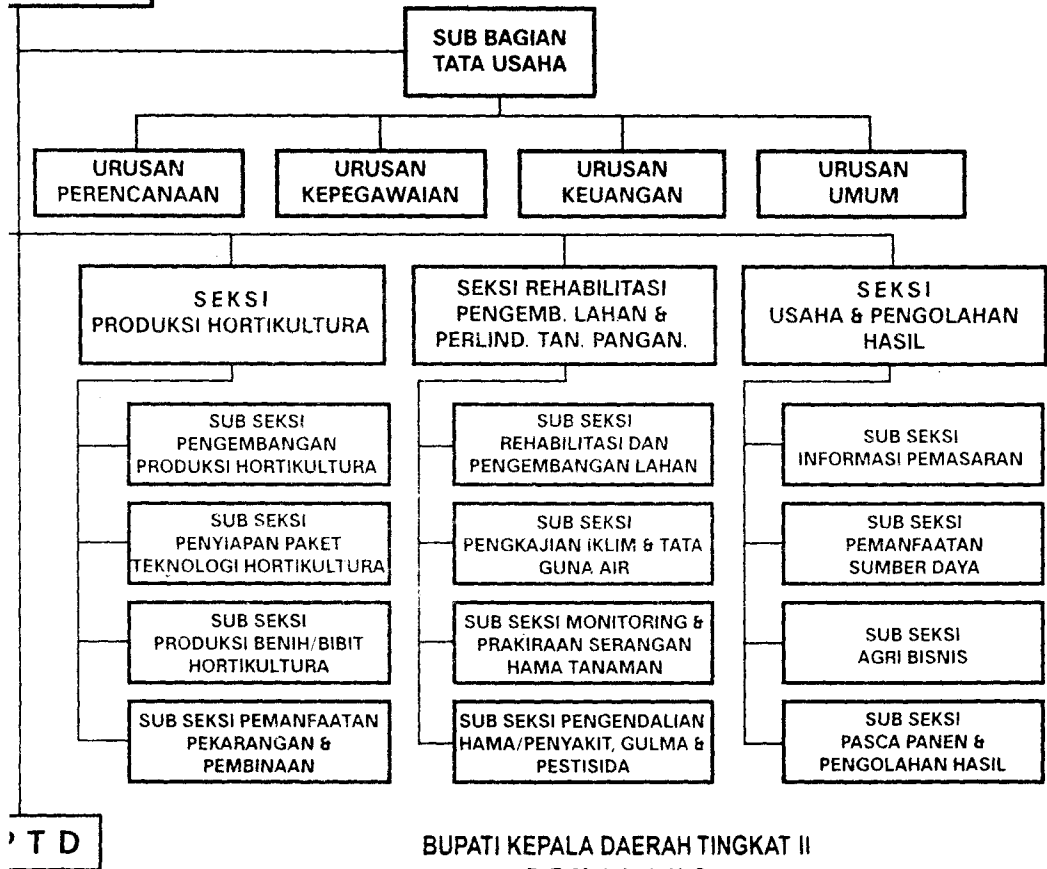 SUB BAGIAN
TATA USAHA
URUSAN
PERENCANAAN
URUSAN
KEPEGAWAIAN
URUSAN
KEUANGAN
URUSAN
UMUM
SEKSI
PRODUKSI HORTIKULTURA
SEKSI REHABILITASI
PENGEMB. LAHAN &
PERLIND. TAN. PANGAN.
SEKSI
USAHA & PENGOLAHAN
HASIL
SUB SEKSI
PENGEMBANGAN
PRODUKSI HORTIKULTURA
SUB SEKSI
PENYIAPAN PAKET
TEKNOLOGI HORTIKULTURA
SUB SEKSI
PRODUKSI BENIH/BIBIT
HORTIKULTURA
SUB SEKSI PEMANFAATAN
PEKARANGAN &
PEMBINAAN
SUB SEKSI
REHABILITASI DAN
PENGEMBANGAN LAHAN
SUB SEKSI
PENGKAJIAN IKLIM & TATA
GUNA AIR
SUB SEKSI MONITORING &
PRAKIRAAN SERANGAN
HAMA TANAMAN
SUB SEKSI PENGENDALIAN
HAMA/PENYAKIT, GULMA &
PESTISIDA
SUB SEKSI
INFORMASI PEMASARAN
SUB SEKSI
PEMANFAATAN
SUMBER DAYA
SUB SEKSI
AGRI BISNIS
SUB SEKSI
PASCA PANEN &
PENGOLAHAN HASIL
T D
BUPATI KEPALA DAERAH TINGKAT II